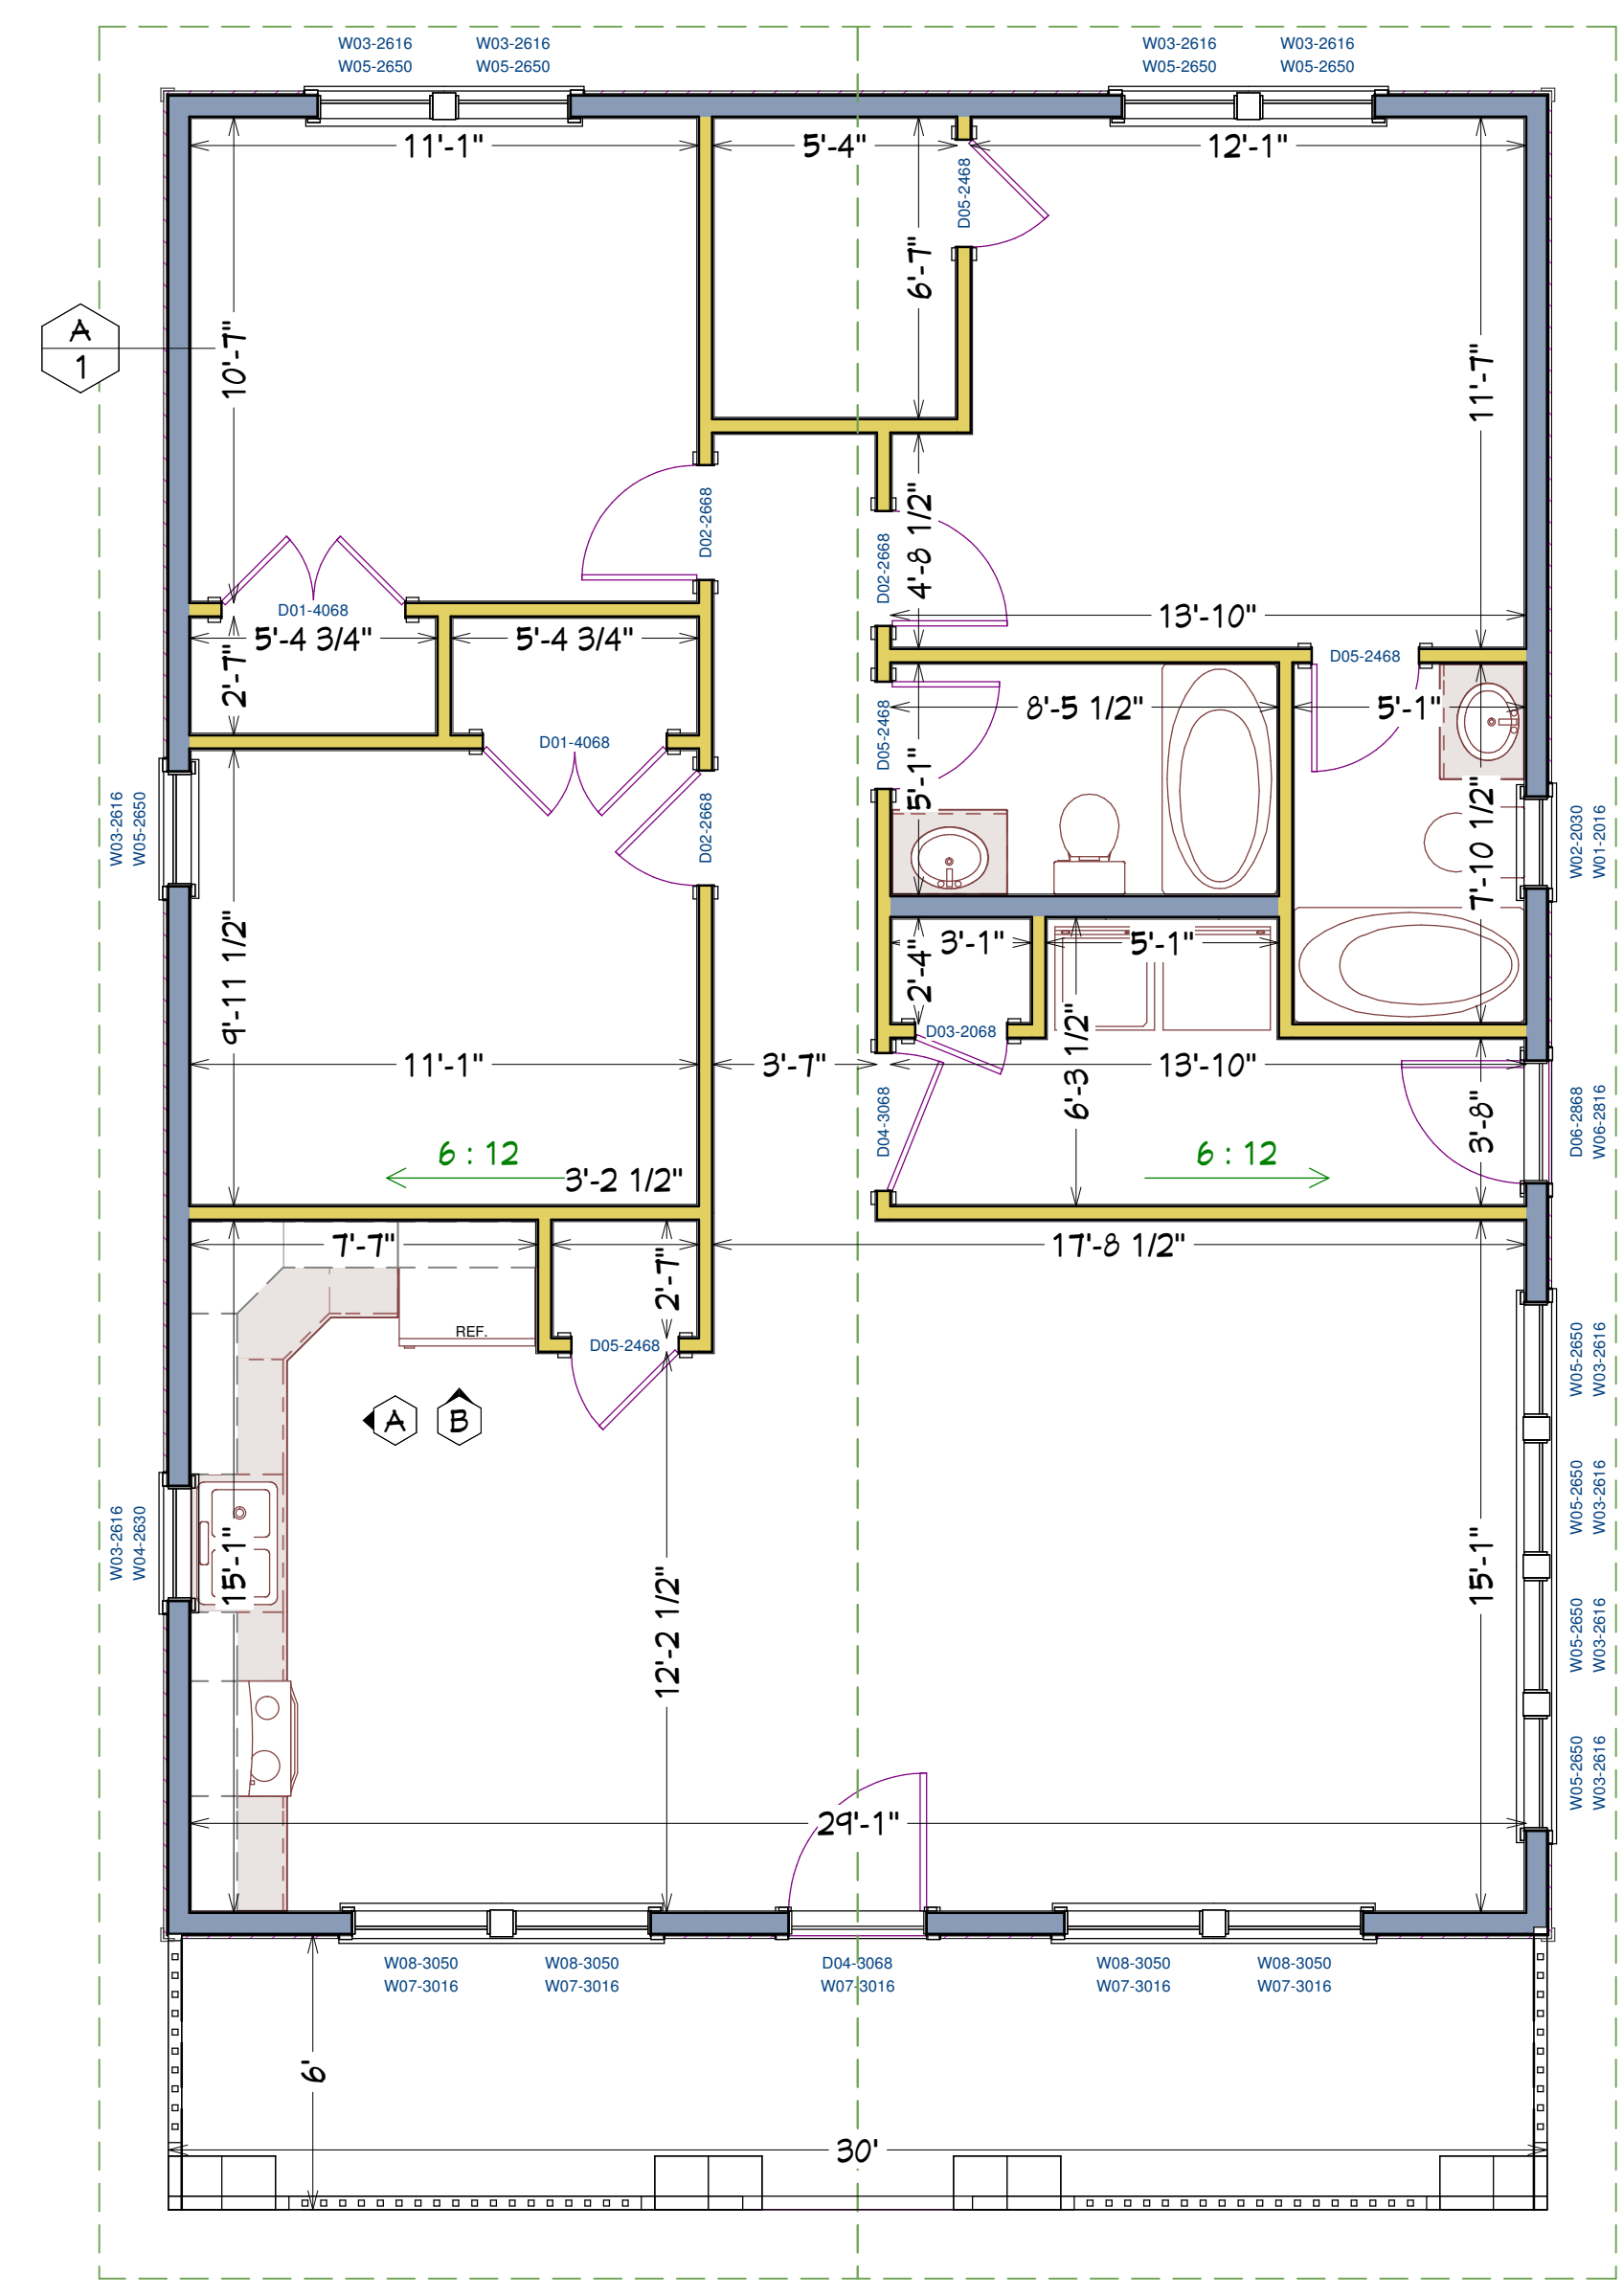 W03-2616 W03-2616 W03-2616 W03-2616
W05-2650 W05-2650 W05-2650 W05-2650
11'-1" 5'-4" 12'-1"
D05-2468
6'-7"
A
1
10'-7"
11'-7"
D02-2668
4'-8 1/2"
D02-2668
D01-4068
13'-10"
5'-4 3/4" 5'-4 3/4"
2'-7"
D05-2468
8'-5 1/2" 5'-1"
D05-2468
D01-4068
5'-1"
W03-2616
W05-2650
D02-2668
7'-10 1/2"
W02-2030
W01-2016
9'-11 1/2"
3'-1" 5'-1"
2'-4"
D03-2068
11'-1" 3'-7" 13'-10"
6'-3 1/2"
D04-3068
3'-8"
D06-2868
W06-2816
6 : 12 6 : 12
3'-2 1/2"
7'-7" 17'-8 1/2"
2'-7"
REF.
D05-2468
W05-2650
W03-2616
A B
W05-2650
W03-2616
W03-2616
W04-2630
15'-1"
15'-1"
12'-2 1/2"
W05-2650
W03-2616
W05-2650
W03-2616
29'-1"
W08-3050 W08-3050 D04-3068 W08-3050 W08-3050
W07-3016 W07-3016 W07-3016 W07-3016 W07-3016
6'
30'